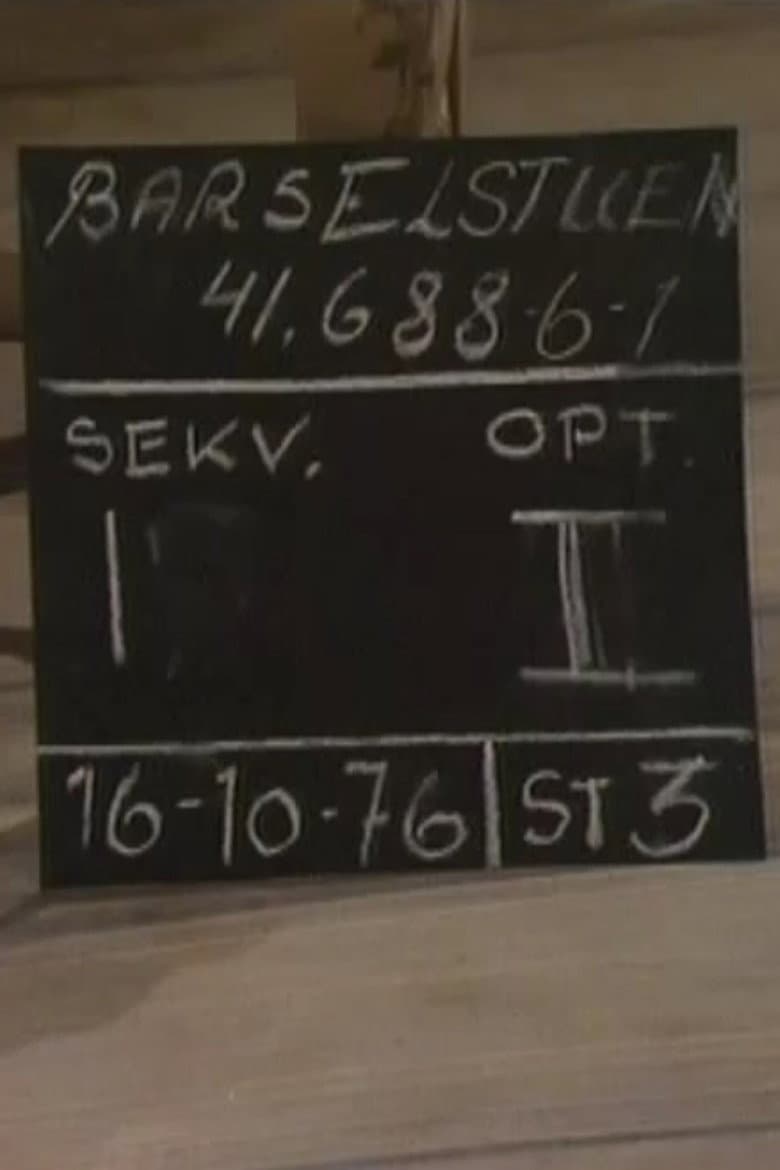 BARSELSTUEN
41.688-6-1
SEKV. OPT.
I II
16-10-76 ST 3